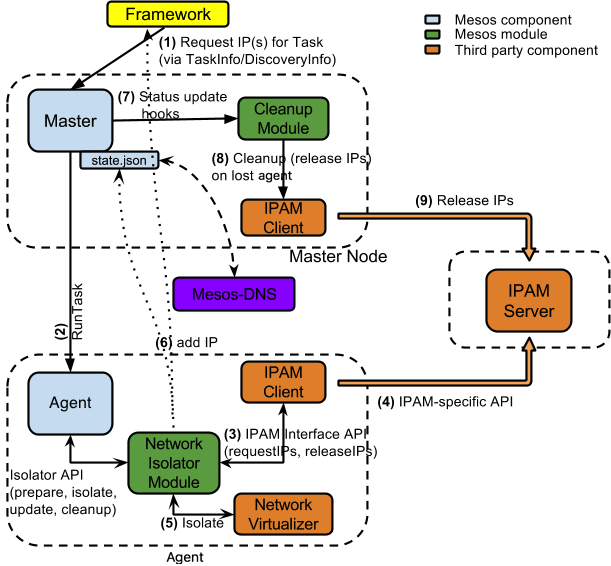 Framework
Mesos component
Mesos module
Third party component
(1) Request IP(s) for Task
(via TaskInfo/DiscoveryInfo)
Master
(7) Status update
hooks
Cleanup
Module
state.json
(8) Cleanup (release IPs)
on lost agent
IPAM
Client
(9) Release IPs
Master Node
Mesos-DNS
IPAM
Server
(2)
RunTask
(6) add IP
Agent
IPAM
Client
(4) IPAM-specific API
Network
Isolator
Module
(3) IPAM Interface API
(requestIPs, releaseIPs)
Isolator API
(prepare, isolate,
update, cleanup)
(5) Isolate
Network
Virtualizer
Agent